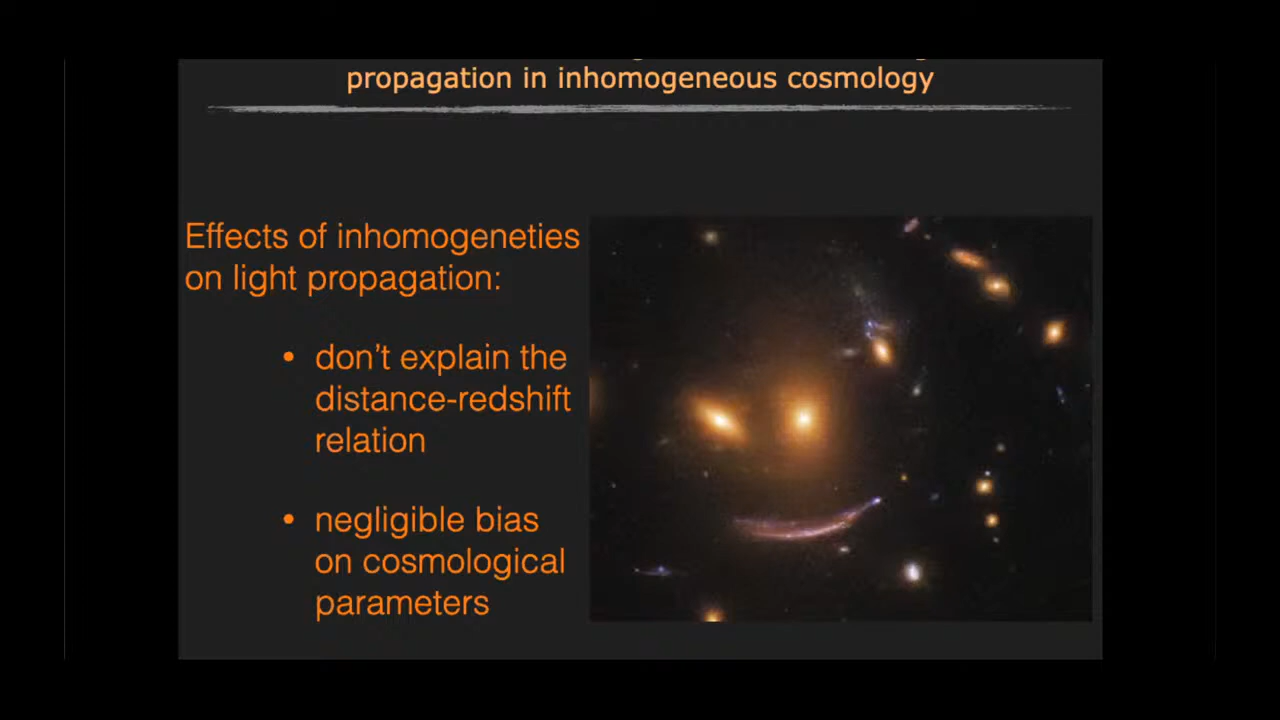 propagation in inhomogeneous cosmology
Effects of inhomogeneties
on light propagation:
• don't explain the
distance-redshift
relation
• negligible bias
on cosmological
parameters